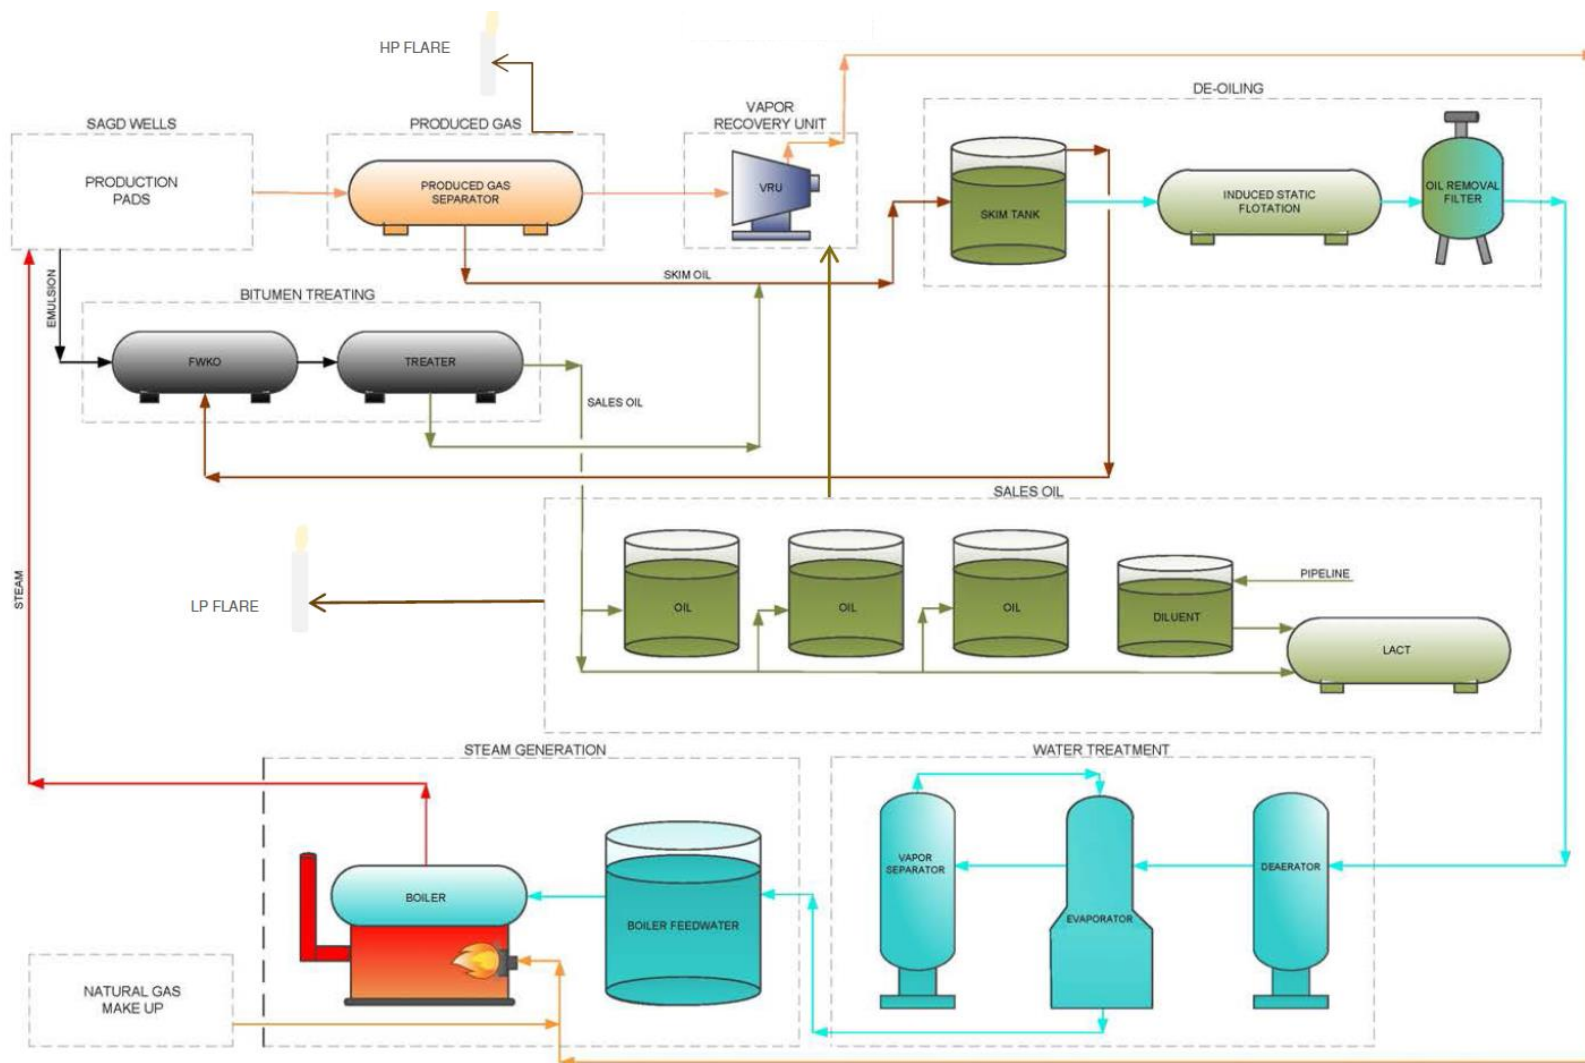 HP FLARE
SAGD WELLS
PRODUCED GAS
VAPOR
RECOVERY UNIT
DE-OILING
PRODUCTION
PADS
PRODUCED GAS
SEPARATOR
VRU
SKIM TANK
INDUCED STATIC
FLOTATION
OIL REMOVAL
FILTER
SKIM OIL
EMULSION
BITUMEN TREATING
FWKO
TREATER
SALES OIL
SALES OIL
STEAM
LP FLARE
OIL
OIL
OIL
DILUENT
PIPELINE
LACT
STEAM GENERATION
WATER TREATMENT
BOILER
BOILER FEEDWATER
VAPOR
SEPARATOR
EVAPORATOR
DEAERATOR
NATURAL GAS
MAKE UP